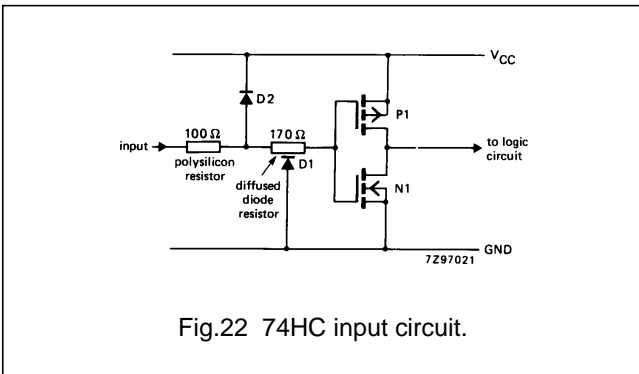 VCC
D2
P1
100 Ω
170 Ω
input
to logic
circuit
polysilicon
resistor
D1
diffused
diode
resistor
N1
GND
7Z97021
Fig.22 74HC input circuit.